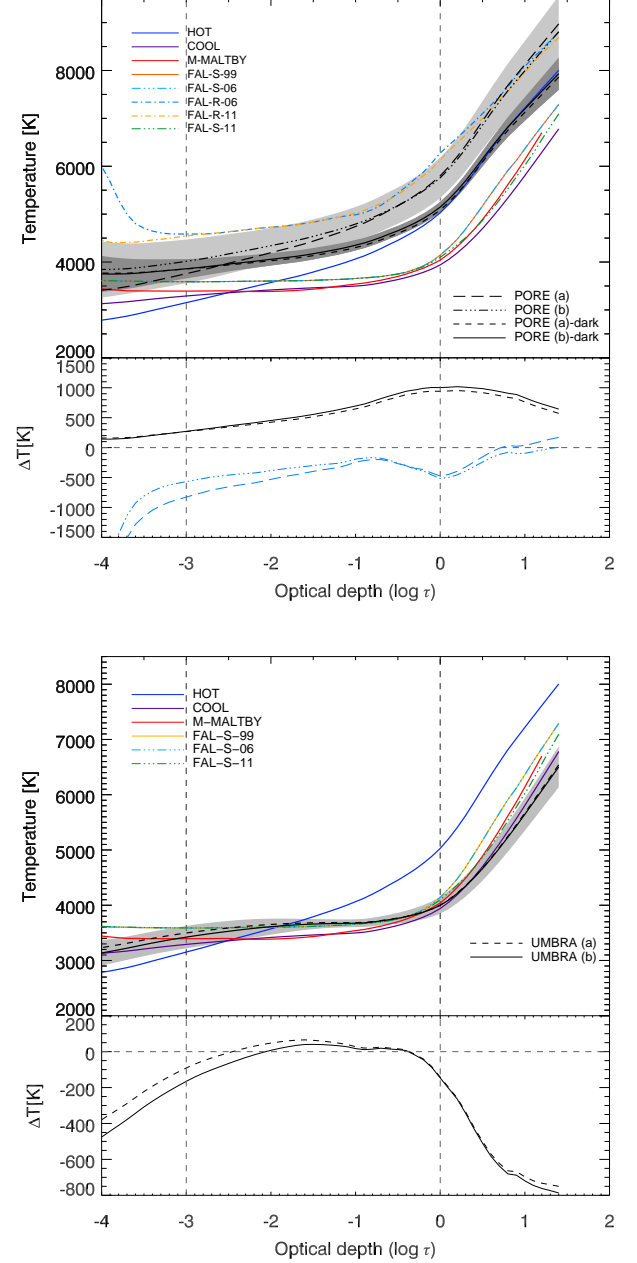 HOT
COOL
M-MALTBY
FAL-S-99
FAL-S-06
FAL-R-06
FAL-R-11
FAL-S-11
8000
6000
4000
2000
Temperature [K]
PORE (a)
PORE (b)
PORE (a)-dark
PORE (b)-dark
1500
1000
500
0
-500
-1000
-1500
ΔT[K]
-4 -3 -2 -1 0 1 2
Optical depth (log τ)
HOT
COOL
M−MALTBY
FAL−S−99
FAL−S−06
FAL−S−11
8000
7000
6000
5000
4000
3000
2000
Temperature [K]
UMBRA (a)
UMBRA (b)
200
0
-200
-400
-600
-800
ΔT[K]
-4 -3 -2 -1 0 1 2
Optical depth (log τ)